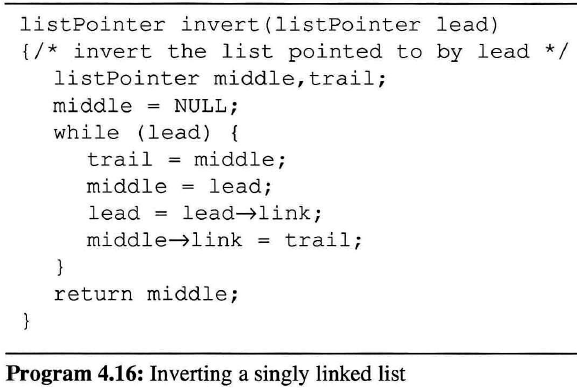 listPointer invert(listPointer lead)
{/* invert the list pointed to by lead */
listPointer middle,trail;
middle = NULL;
while (lead) {
trail = middle;
middle = lead;
lead = lead→link;
middle→link = trail;
}
return middle;
}
Program 4.16: Inverting a singly linked list